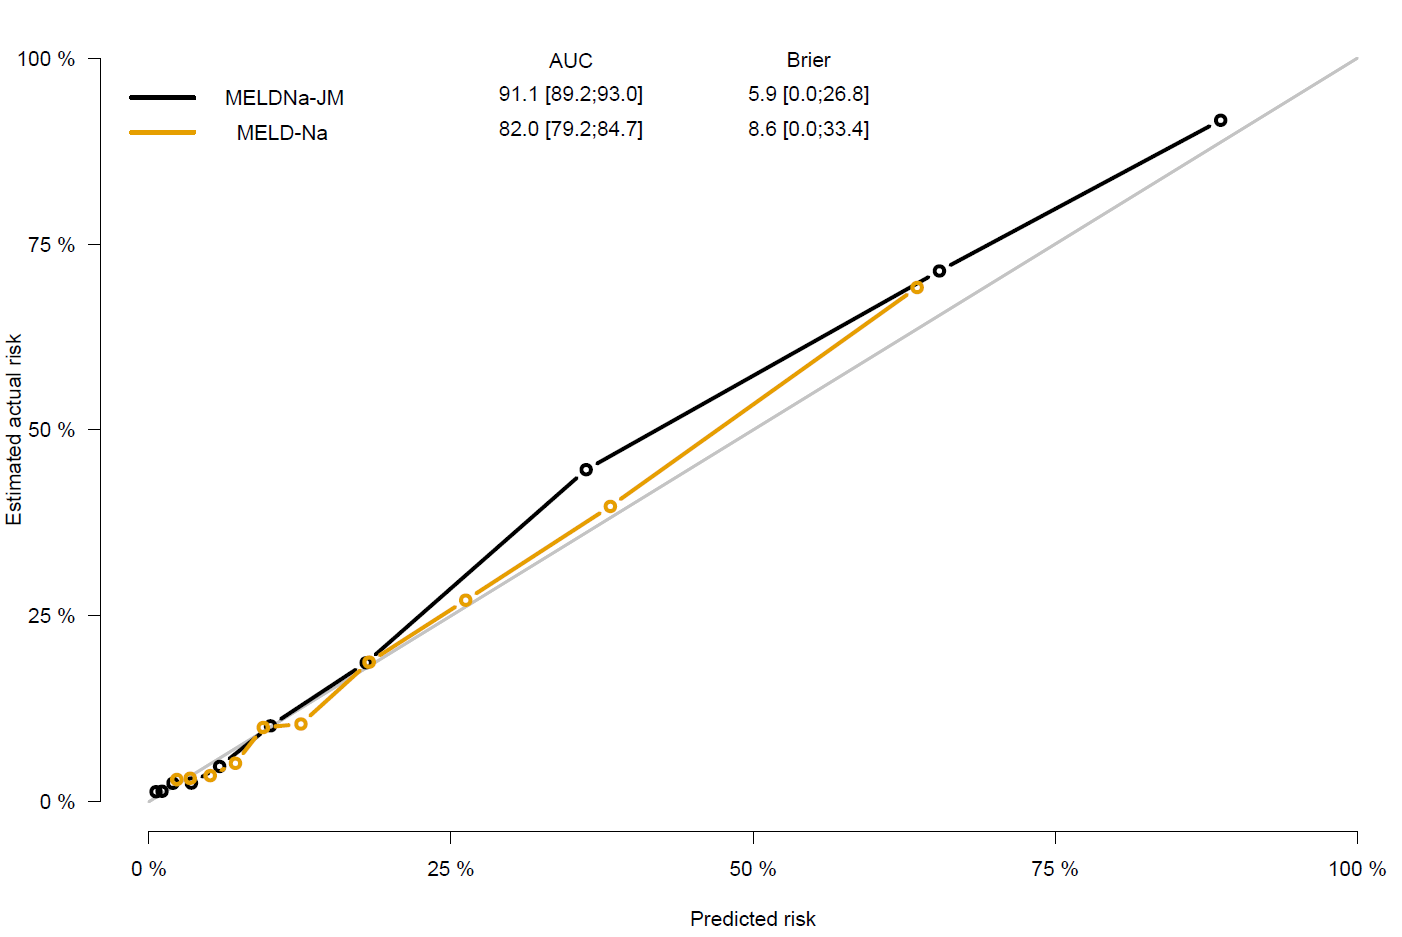 AUC Brier
MELDNa-JM 91.1 [89.2;93.0] 5.9 [0.0;26.8]
MELD-Na 82.0 [79.2;84.7] 8.6 [0.0;33.4]
100 %
75 %
50 %
25 %
0 %
Estimated actual risk
0 % 25 % 50 % 75 % 100 %
Predicted risk